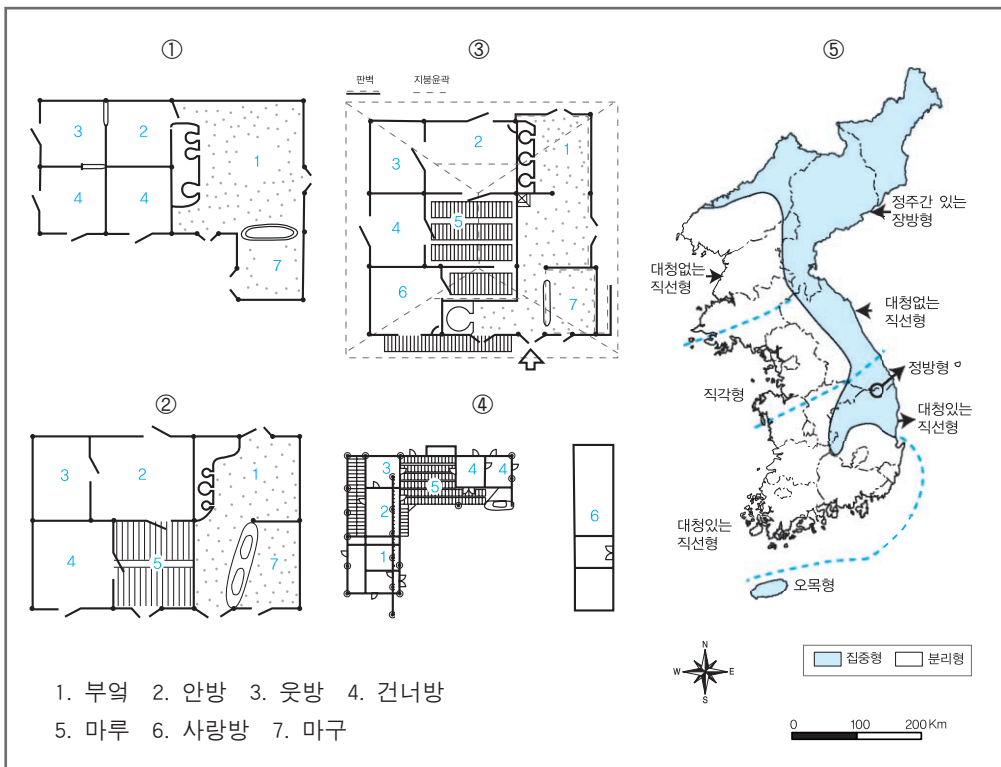 ①
3
2
1
4
4
7
②
3
2
1
4
5
7
③
판벽
지붕윤곽
2
1
3
5
4
6
7
④
3
4
4
5
2
1
6
⑤
정주간 있는
장방형
대청없는
직선형
대청없는
직선형
정방형
직각형
대청있는
직선형
대청있는
직선형
오목형
N
W
E
S
집중형
분리형
0
100
200 Km
1. 부엌 2. 안방 3. 웃방 4. 건너방
5. 마루 6. 사랑방 7. 마구